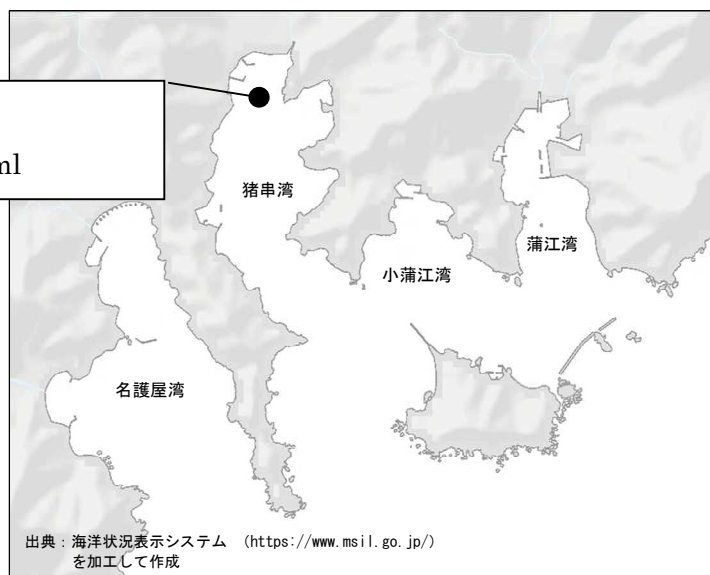 ml
猪串湾
蒲江湾
小蒲江湾
名護屋湾
出典：海洋状況表示システム　（https://www.msil.go.jp/）
を加工して作成